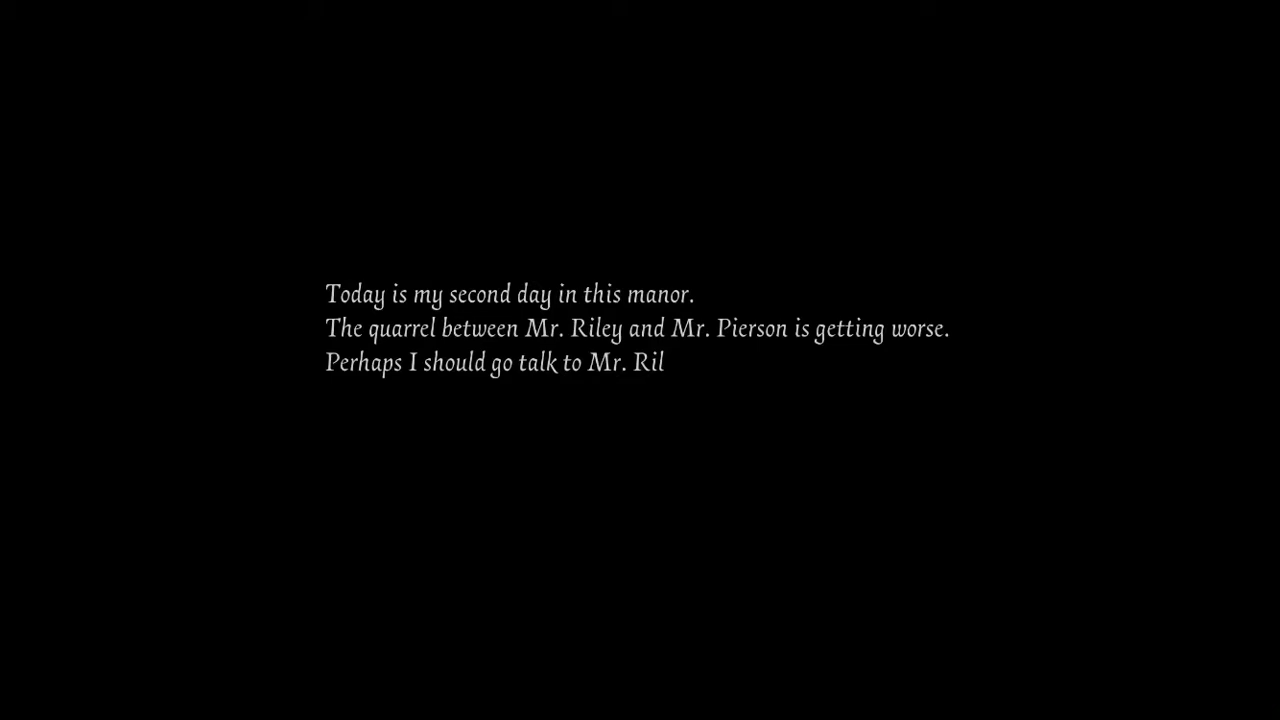 Today is my second day in this manor.
The quarrel between Mr. Riley and Mr. Pierson is getting worse.
Perhaps I should go talk to Mr. Ril